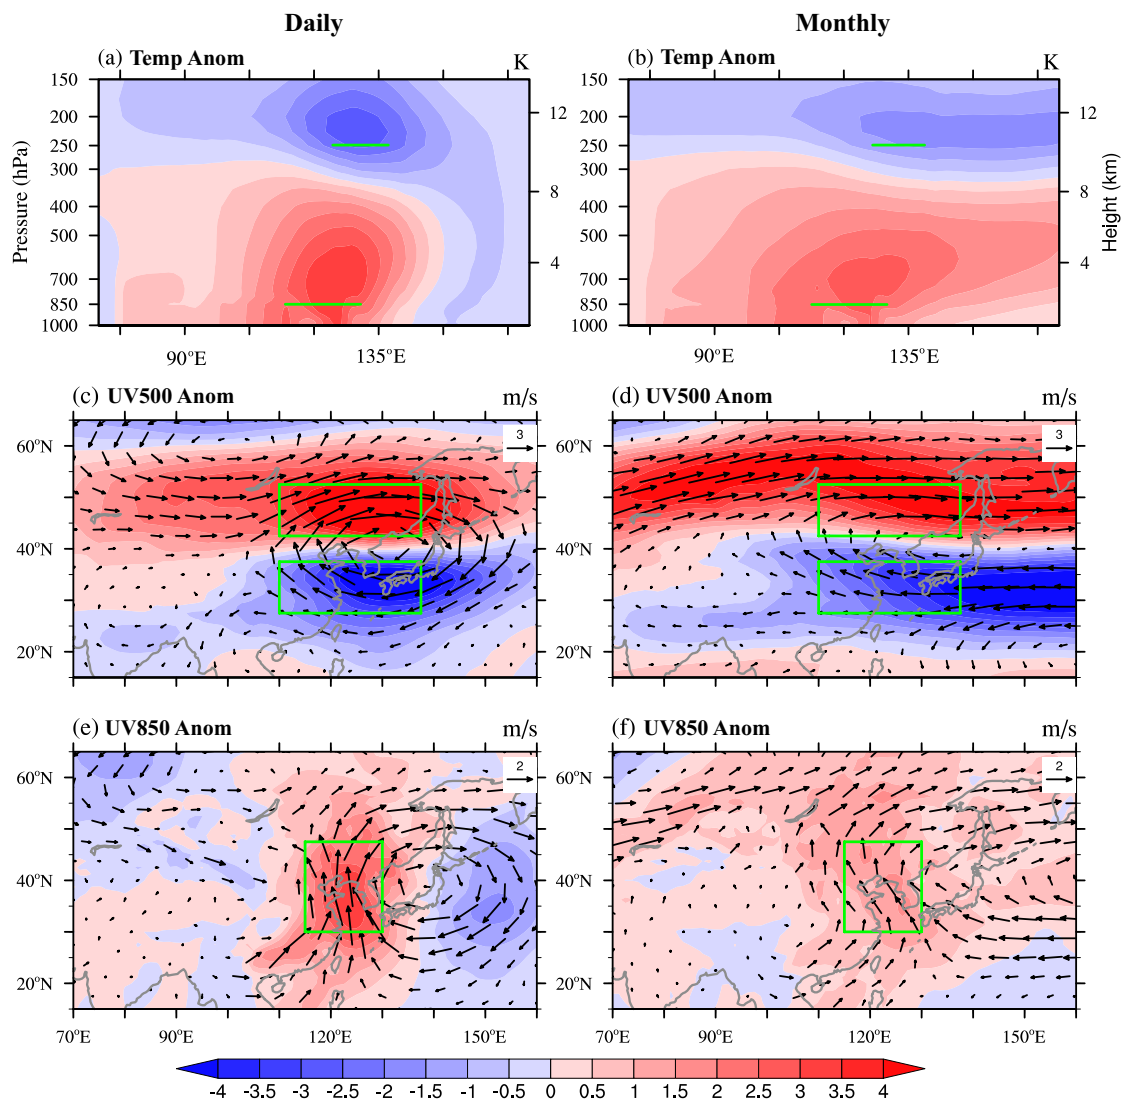 Daily Monthly
(a) Temp Anom K (b) Temp Anom K
150 150
200 12 200 12
250 250
300 300
400 8 400 8
500 500
700 4 700 4
850 850
1000 1000
Pressure (hPa) Height (km)
90°E 135°E 90°E 135°E
(c) UV500 Anom m/s (d) UV500 Anom m/s
60°N 3 60°N 3
40°N 40°N
20°N 20°N
(e) UV850 Anom m/s (f) UV850 Anom m/s
60°N 2 60°N 2
40°N 40°N
20°N 20°N
70°E 90°E 120°E 150°E 70°E 90°E 120°E 150°E
-4 -3.5 -3 -2.5 -2 -1.5 -1 -0.5 0 0.5 1 1.5 2 2.5 3 3.5 4